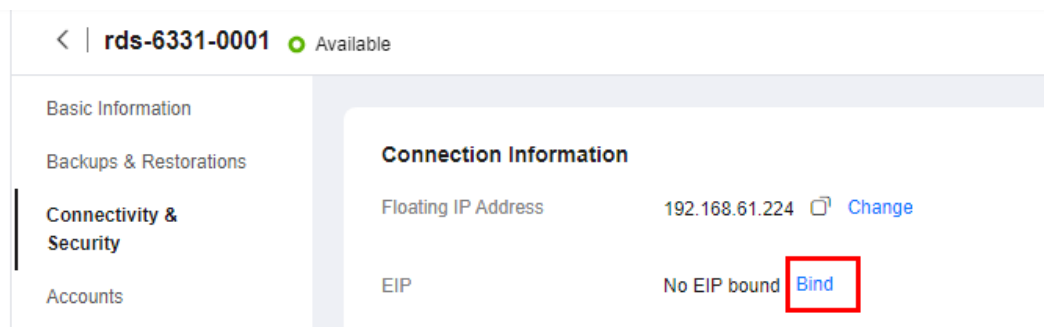 rds-6331-0001 Available
Basic Information
Backups & Restorations
Connectivity &
Security
Accounts
Connection Information
Floating IP Address 192.168.61.224 Change
EIP No EIP bound Bind